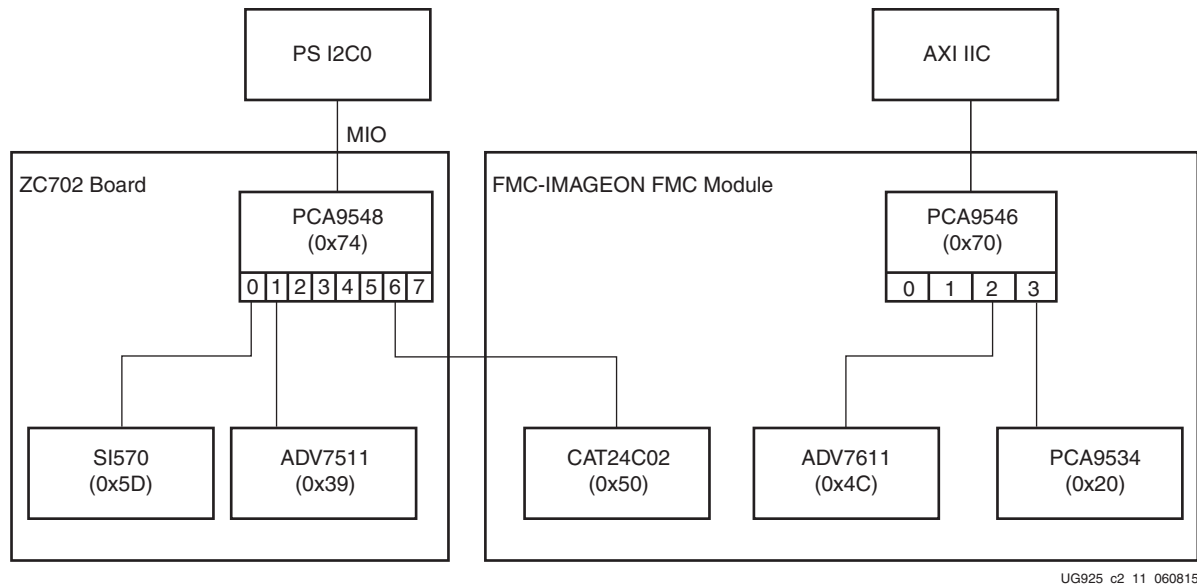 PS I2C0
AXI IIC
MIO
ZC702 Board
FMC-IMAGEON FMC Module
PCA9548
(0x74)
PCA9546
(0x70)
0 1 2 3 4 5 6 7
0 1 2 3
SI570
(0x5D)
ADV7511
(0x39)
CAT24C02
(0x50)
ADV7611
(0x4C)
PCA9534
(0x20)
UG925_c2_11_060815